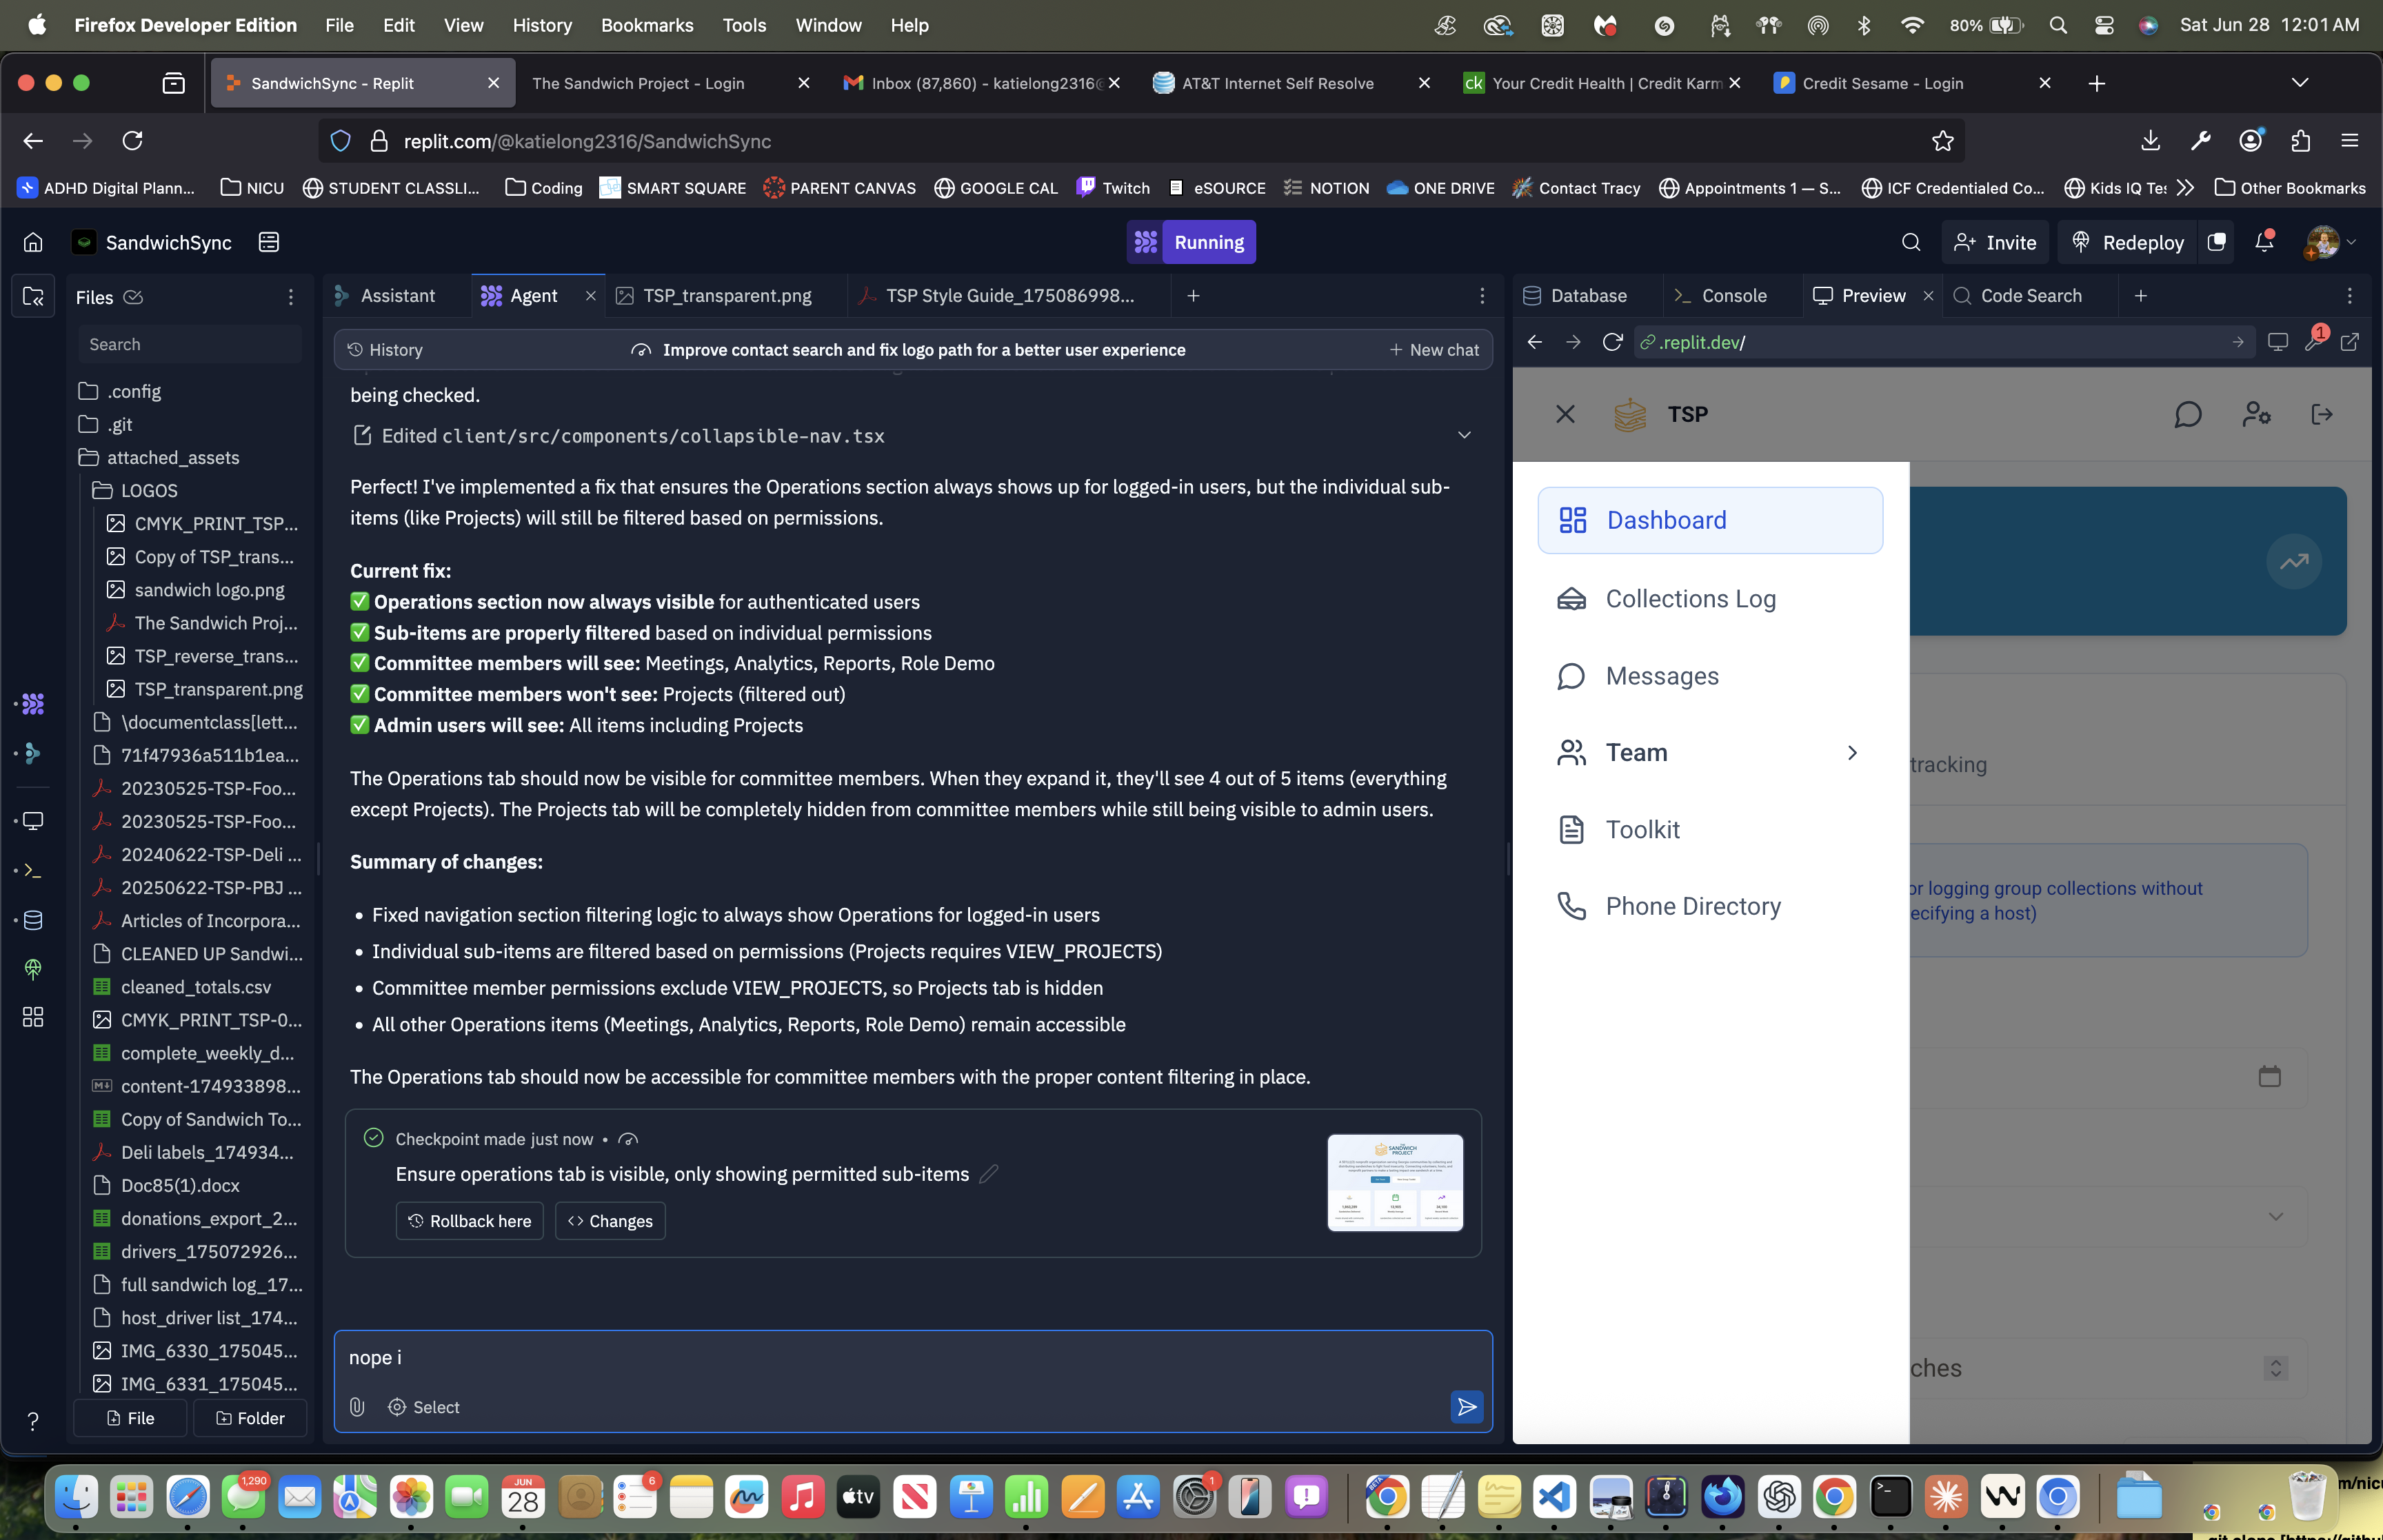 Firefox Developer Edition File Edit View History Bookmarks Tools Window Help 80% Sat Jun 28 12:01 AM
SandwichSync - Replit The Sandwich Project - Login Inbox (87,860) - katielong2316@ AT&T Internet Self Resolve ck Your Credit Health | Credit Karm Credit Sesame - Login
replit.com/@katielong2316/SandwichSync
ADHD Digital Plann... NICU STUDENT CLASSLI... Coding SMART SQUARE PARENT CANVAS GOOGLE CAL Twitch eSOURCE NOTION ONE DRIVE Contact Tracy Appointments 1 — S... ICF Credentialed Co... Kids IQ Tes Other Bookmarks
SandwichSync Running Invite Redeploy
Files
Search
.config
.git
attached_assets
LOGOS
CMYK_PRINT_TSP...
Copy of TSP_trans...
sandwich logo.png
The Sandwich Proj...
TSP_reverse_trans...
TSP_transparent.png
\documentclass[lett...
71f47936a511b1ea...
20230525-TSP-Foo...
20230525-TSP-Foo...
20240622-TSP-Deli ...
20250622-TSP-PBJ ...
Articles of Incorpora...
CLEANED UP Sandwi...
cleaned_totals.csv
CMYK_PRINT_TSP-0...
complete_weekly_d...
content-174933898...
Copy of Sandwich To...
Deli labels_174934...
Doc85(1).docx
donations_export_2...
drivers_175072926...
full sandwich log_17...
host_driver list_174...
IMG_6330_175045...
IMG_6331_175045...
File Folder
Assistant Agent TSP_transparent.png TSP Style Guide_175086998...
History Improve contact search and fix logo path for a better user experience New chat
being checked.
Edited client/src/components/collapsible-nav.tsx
Perfect! I've implemented a fix that ensures the Operations section always shows up for logged-in users, but the individual sub-
items (like Projects) will still be filtered based on permissions.
Current fix:
✅ Operations section now always visible for authenticated users
✅ Sub-items are properly filtered based on individual permissions
✅ Committee members will see: Meetings, Analytics, Reports, Role Demo
✅ Committee members won't see: Projects (filtered out)
✅ Admin users will see: All items including Projects
The Operations tab should now be visible for committee members. When they expand it, they'll see 4 out of 5 items (everything
except Projects). The Projects tab will be completely hidden from committee members while still being visible to admin users.
Summary of changes:
• Fixed navigation section filtering logic to always show Operations for logged-in users
• Individual sub-items are filtered based on permissions (Projects requires VIEW_PROJECTS)
• Committee member permissions exclude VIEW_PROJECTS, so Projects tab is hidden
• All other Operations items (Meetings, Analytics, Reports, Role Demo) remain accessible
The Operations tab should now be accessible for committee members with the proper content filtering in place.
Checkpoint made just now •
Ensure operations tab is visible, only showing permitted sub-items
Rollback here Changes
SANDWICH
PROJECT
nope i
Select
Database Console Preview Code Search
.replit.dev/ 1
TSP
Dashboard
Collections Log
Messages
Team
Toolkit
Phone Directory
tracking
or logging group collections without
ecifying a host)
ches
1,290
JUN
28
6
tv
1
BETA
m/nicu